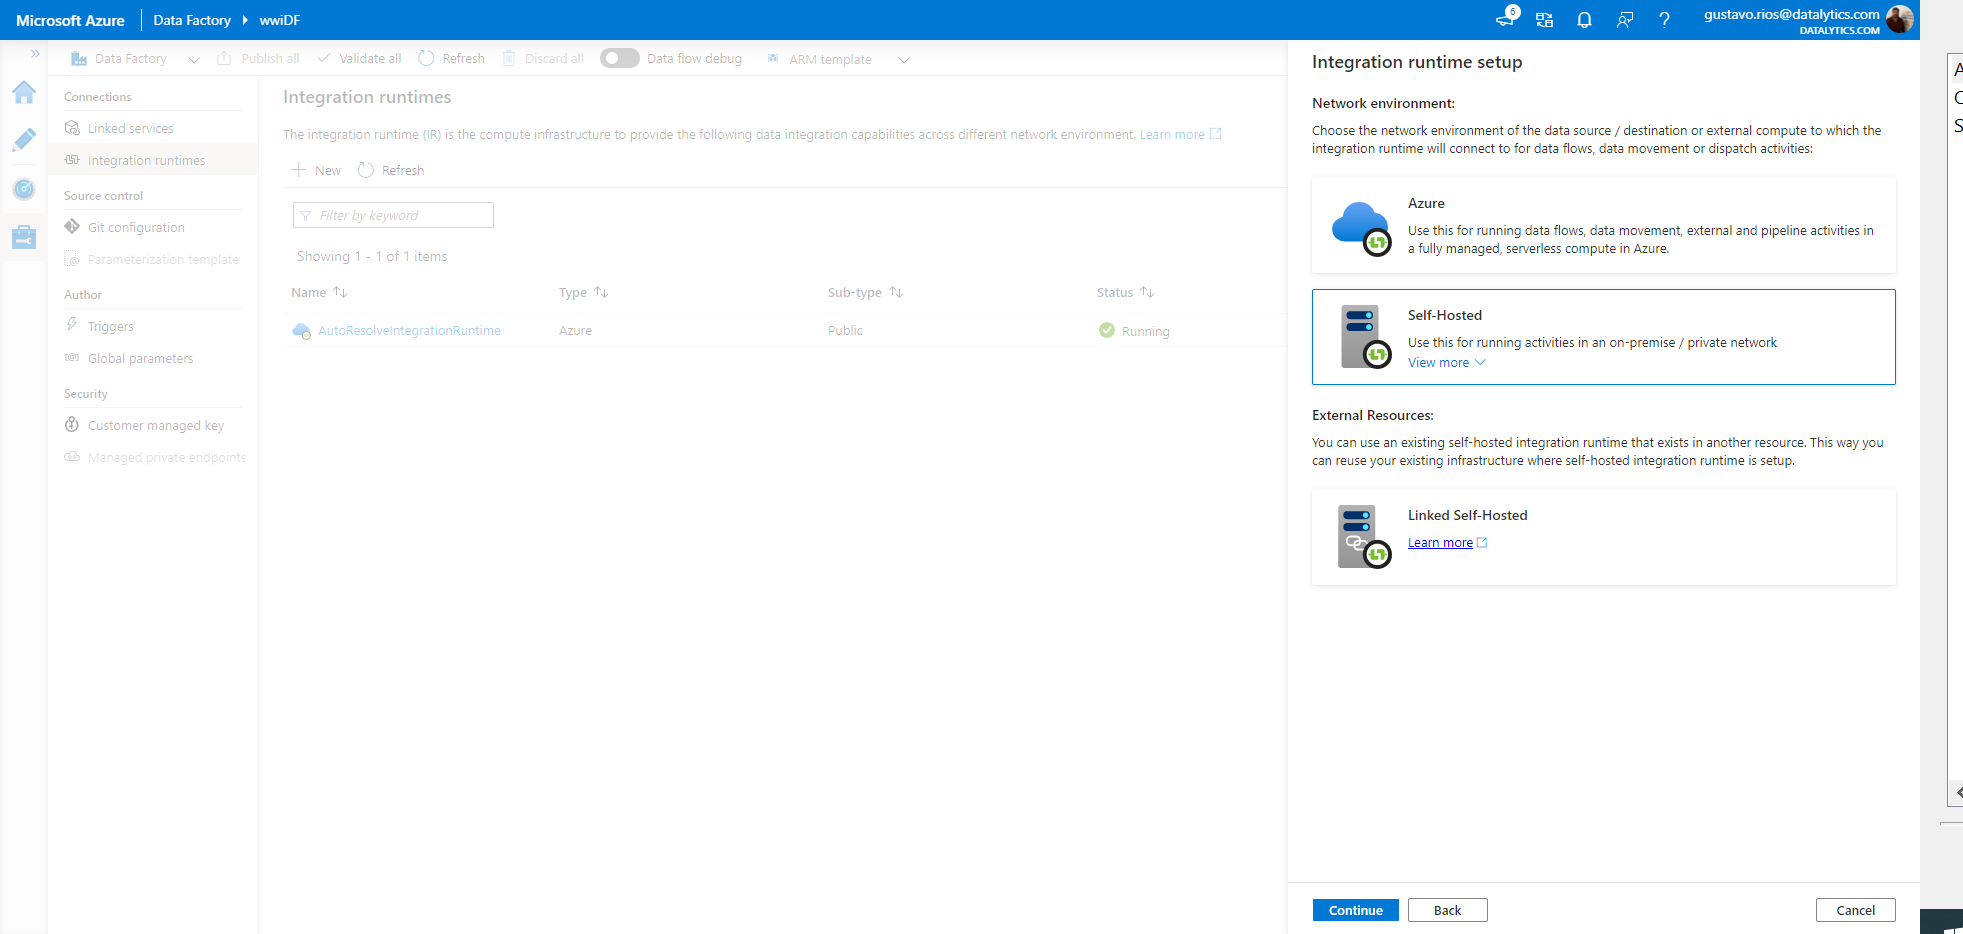 Microsoft Azure
Data Factory
wwiDF
6
gustavo.rios@datalytics.com
DATALYTICS.COM
Data Factory
Publish all
Validate all
Refresh
Discard all
Data flow debug
ARM template
Connections
Linked services
Integration runtimes
Source control
Git configuration
Parameterization template
Author
Triggers
Global parameters
Security
Customer managed key
Managed private endpoints
Integration runtimes
The integration runtime (IR) is the compute infrastructure to provide the following data integration capabilities across different network environment. Learn more
New
Refresh
Filter by keyword
Showing 1 - 1 of 1 items
Name Type Sub-type Status
AutoResolveIntegrationRuntime Azure Public Running
Integration runtime setup
Network environment:
Choose the network environment of the data source / destination or external compute to which the
integration runtime will connect to for data flows, data movement or dispatch activities:
Azure
Use this for running data flows, data movement, external and pipeline activities in
a fully managed, serverless compute in Azure.
Self-Hosted
Use this for running activities in an on-premise / private network
View more
External Resources:
You can use an existing self-hosted integration runtime that exists in another resource. This way you
can reuse your existing infrastructure where self-hosted integration runtime is setup.
Linked Self-Hosted
Learn more
Continue
Back
Cancel